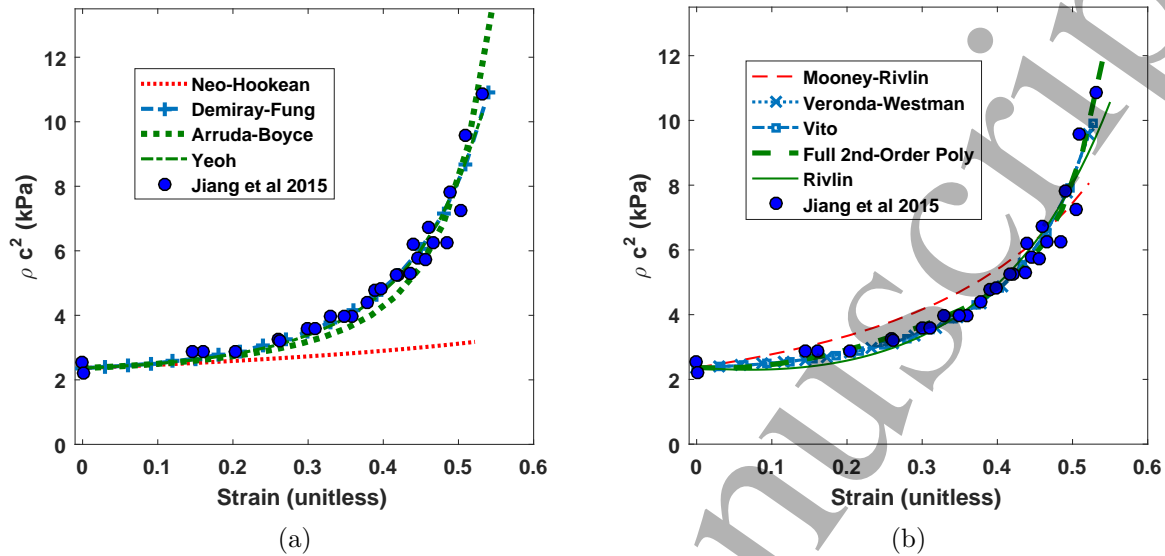 12
10
8
6
4
2
0
ρ c² (kPa)
0 0.1 0.2 0.3 0.4 0.5 0.6
Strain (unitless)
Neo-Hookean
Demiray-Fung
Arruda-Boyce
Yeoh
Jiang et al 2015
(a)
12
10
8
6
4
2
0
ρ c² (kPa)
0 0.1 0.2 0.3 0.4 0.5 0.6
Strain (unitless)
Mooney-Rivlin
Veronda-Westman
Vito
Full 2nd-Order Poly
Rivlin
Jiang et al 2015
(b)
nuscrip